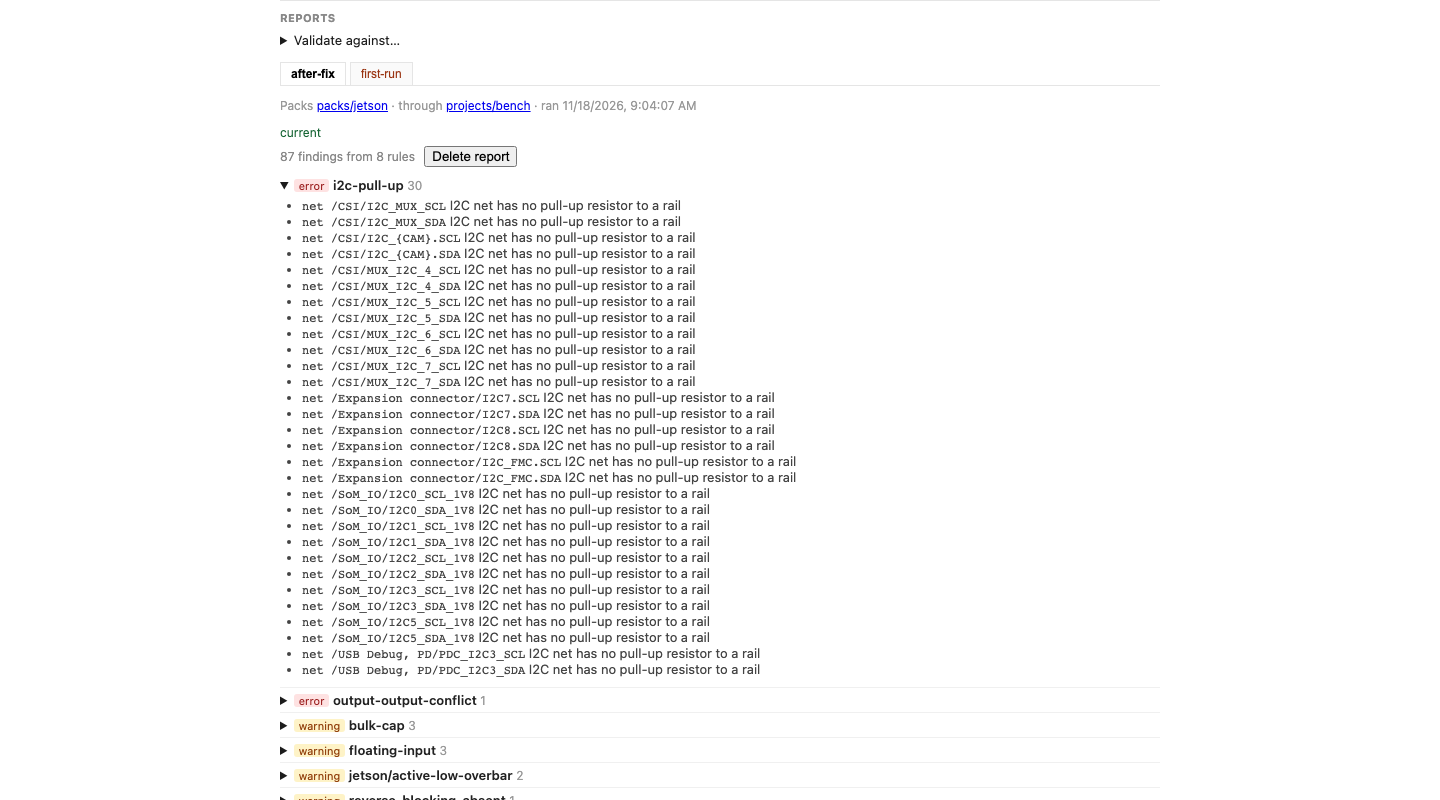 REPORTS
Validate against…
after-fix first-run
Packs packs/jetson · through projects/bench · ran 11/18/2026, 9:04:07 AM
current
87 findings from 8 rules Delete report
error i2c-pull-up 30
net /CSI/I2C_MUX_SCL I2C net has no pull-up resistor to a rail
net /CSI/I2C_MUX_SDA I2C net has no pull-up resistor to a rail
net /CSI/I2C_{CAM}.SCL I2C net has no pull-up resistor to a rail
net /CSI/I2C_{CAM}.SDA I2C net has no pull-up resistor to a rail
net /CSI/MUX_I2C_4_SCL I2C net has no pull-up resistor to a rail
net /CSI/MUX_I2C_4_SDA I2C net has no pull-up resistor to a rail
net /CSI/MUX_I2C_5_SCL I2C net has no pull-up resistor to a rail
net /CSI/MUX_I2C_5_SDA I2C net has no pull-up resistor to a rail
net /CSI/MUX_I2C_6_SCL I2C net has no pull-up resistor to a rail
net /CSI/MUX_I2C_6_SDA I2C net has no pull-up resistor to a rail
net /CSI/MUX_I2C_7_SCL I2C net has no pull-up resistor to a rail
net /CSI/MUX_I2C_7_SDA I2C net has no pull-up resistor to a rail
net /Expansion connector/I2C7.SCL I2C net has no pull-up resistor to a rail
net /Expansion connector/I2C7.SDA I2C net has no pull-up resistor to a rail
net /Expansion connector/I2C8.SCL I2C net has no pull-up resistor to a rail
net /Expansion connector/I2C8.SDA I2C net has no pull-up resistor to a rail
net /Expansion connector/I2C_FMC.SCL I2C net has no pull-up resistor to a rail
net /Expansion connector/I2C_FMC.SDA I2C net has no pull-up resistor to a rail
net /SoM_IO/I2C0_SCL_1V8 I2C net has no pull-up resistor to a rail
net /SoM_IO/I2C0_SDA_1V8 I2C net has no pull-up resistor to a rail
net /SoM_IO/I2C1_SCL_1V8 I2C net has no pull-up resistor to a rail
net /SoM_IO/I2C1_SDA_1V8 I2C net has no pull-up resistor to a rail
net /SoM_IO/I2C2_SCL_1V8 I2C net has no pull-up resistor to a rail
net /SoM_IO/I2C2_SDA_1V8 I2C net has no pull-up resistor to a rail
net /SoM_IO/I2C3_SCL_1V8 I2C net has no pull-up resistor to a rail
net /SoM_IO/I2C3_SDA_1V8 I2C net has no pull-up resistor to a rail
net /SoM_IO/I2C5_SCL_1V8 I2C net has no pull-up resistor to a rail
net /SoM_IO/I2C5_SDA_1V8 I2C net has no pull-up resistor to a rail
net /USB Debug, PD/PDC_I2C3_SCL I2C net has no pull-up resistor to a rail
net /USB Debug, PD/PDC_I2C3_SDA I2C net has no pull-up resistor to a rail
error output-output-conflict 1
warning bulk-cap 3
warning floating-input 3
warning jetson/active-low-overbar 2
warning reverse-blocking-absent 1